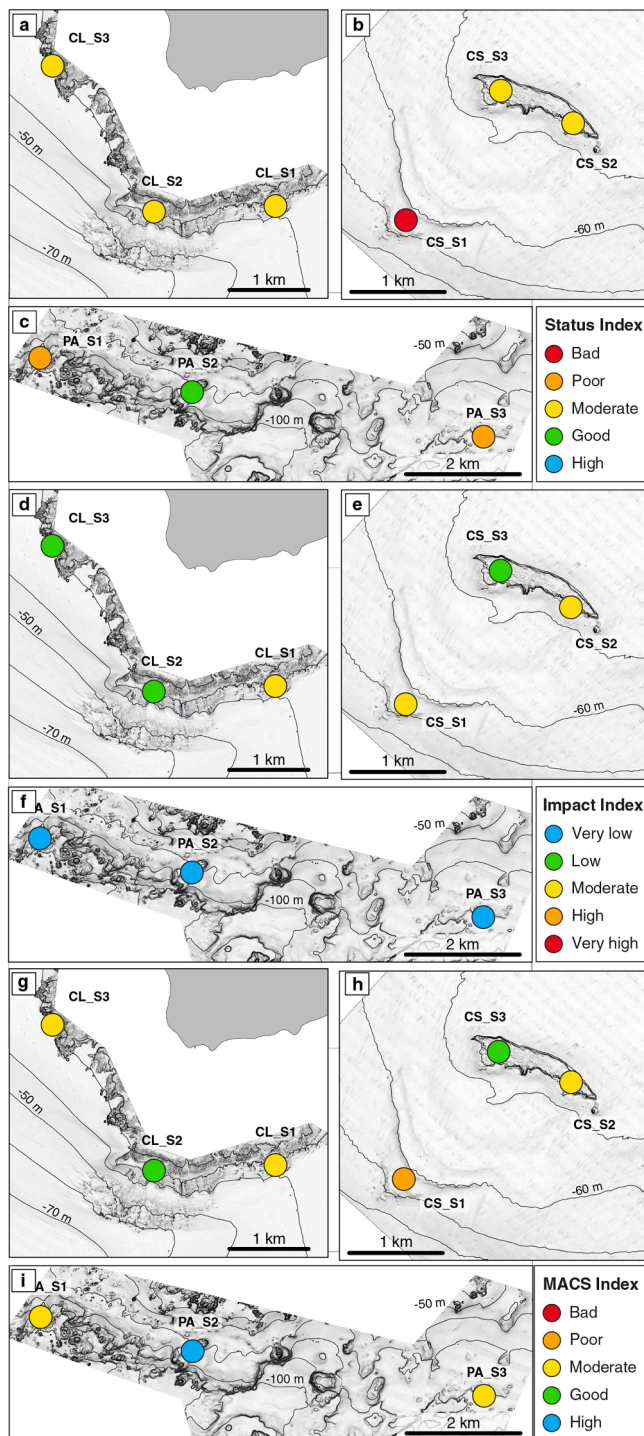 a
CL_S3
-50 m
CL_S2
CL_S1
-70 m
1 km
b
CS_S3
CS_S2
CS_S1
-60 m
1 km
c
PA_S1
PA_S2
-50 m
-100 m
PA_S3
2 km
Status Index
Bad
Poor
Moderate
Good
High
d
CL_S3
-50 m
CL_S2
CL_S1
-70 m
1 km
e
CS_S3
CS_S2
CS_S1
-60 m
1 km
f
A_S1
PA_S2
-50 m
-100 m
PA_S3
2 km
Impact Index
Very low
Low
Moderate
High
Very high
g
CL_S3
-50 m
CL_S2
CL_S1
-70 m
1 km
h
CS_S3
CS_S2
CS_S1
-60 m
1 km
i
A_S1
PA_S2
-50 m
-100 m
PA_S3
2 km
MACS Index
Bad
Poor
Moderate
Good
High